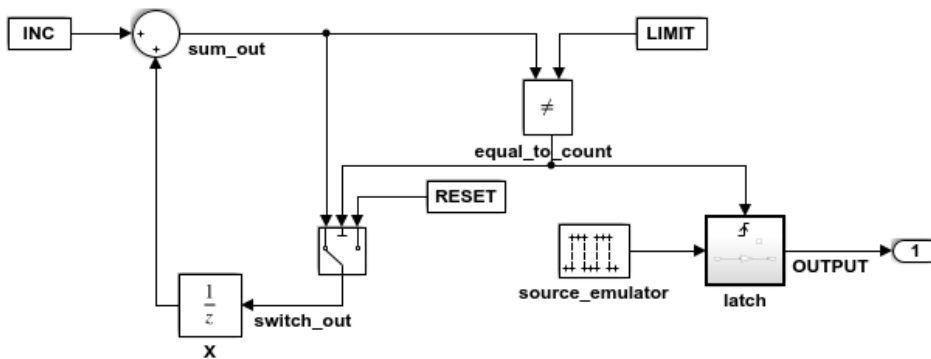 INC
+
+
sum_out
LIMIT
≠
equal_to_count
RESET
source_emulator
latch
OUTPUT
1
1
z
switch_out
X